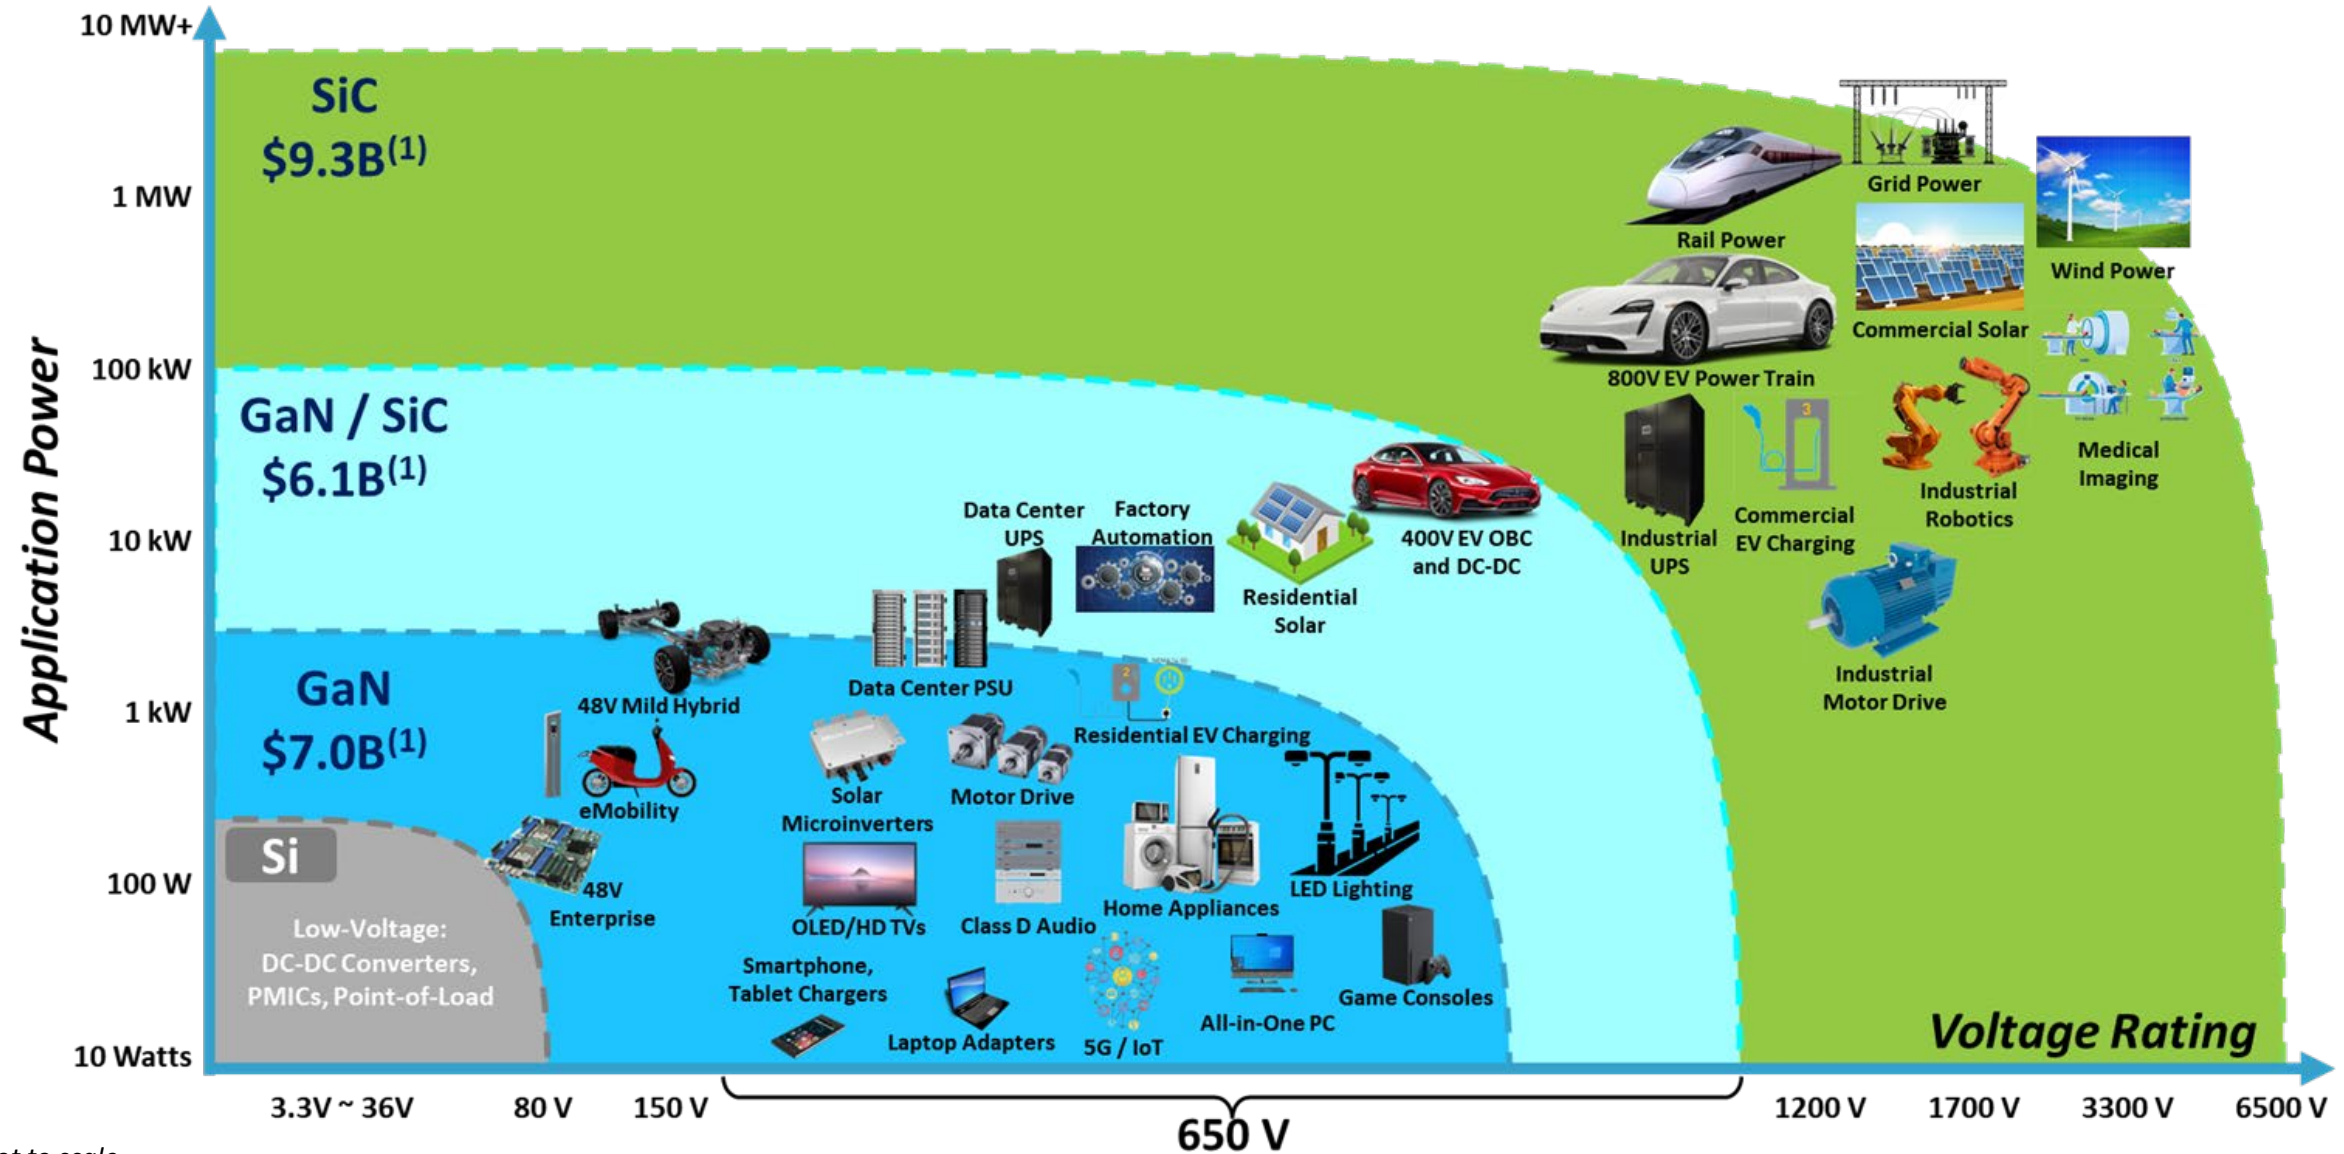 10 MW+
1 MW
100 kW
10 kW
1 kW
100 W
10 Watts
Application Power
SiC
$9.3B(1)
GaN / SiC
$6.1B(1)
GaN
$7.0B(1)
Si
Low-Voltage:
DC-DC Converters,
PMICs, Point-of-Load
Grid Power
Rail Power
Wind Power
Commercial Solar
800V EV Power Train
Medical
Imaging
3
Industrial
Robotics
Commercial
EV Charging
Industrial
UPS
Industrial
Motor Drive
Data Center
UPS
Factory
Automation
400V EV OBC
and DC-DC
Residential
Solar
Data Center PSU
48V Mild Hybrid
2
Residential EV Charging
eMobility
Solar
Microinverters
Motor Drive
48V
Enterprise
OLED/HD TVs
Class D Audio
Home Appliances
LED Lighting
Smartphone,
Tablet Chargers
Laptop Adapters
5G / IoT
All-in-One PC
Game Consoles
Voltage Rating
3.3V ~ 36V
80 V
150 V
650 V
1200 V
1700 V
3300 V
6500 V
to scale